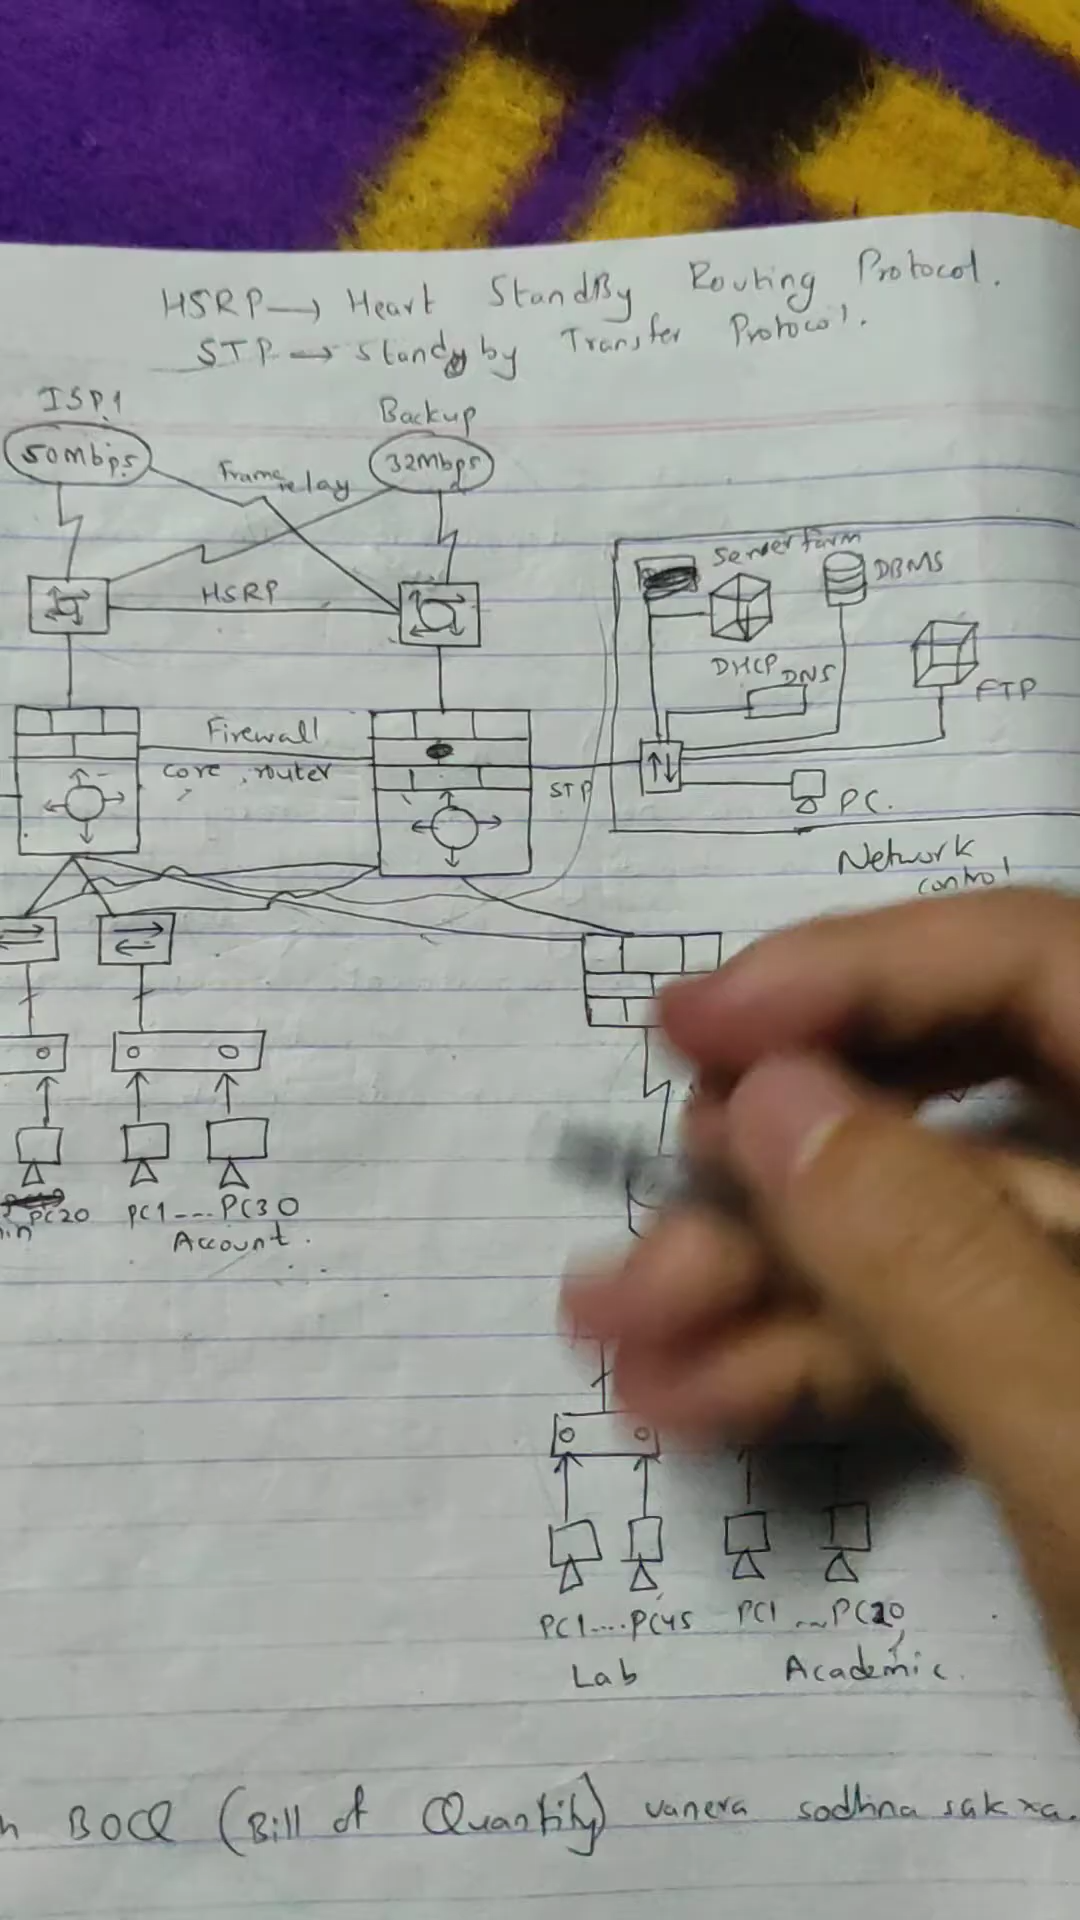 HSRP → Heart StandBy Routing Protocol.
STP → Standby Transfer Protocol.
ISP1
Backup
50Mbps
32Mbps
Frame relay
HSRP
Serverfarm
DBMS
DHCP
DNS
FTP
Firewall
core router
STP
PC.
Network
control
PC20
PC1 --- PC30
Account.
PC1....PC45
PC1 ... PC20
Lab
Academic.
BOQ (Bill of Quantity) vanera sodhna sakxa.